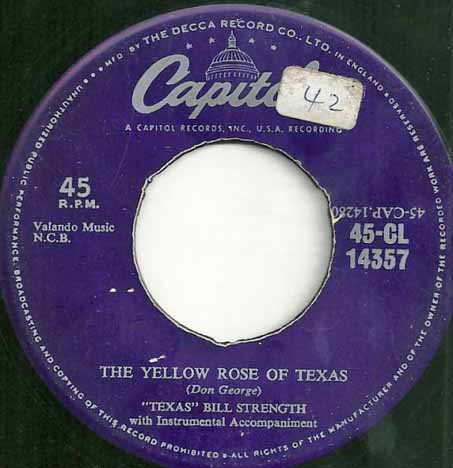 MFD BY THE DECCA RECORD CO., LTD. IN ENGLAND
Capitol
42
A CAPITOL RECORDS, INC., U.S.A. RECORDING
45
R.P.M.
Valando Music
N.C.B.
45-CAP.14280
45-CL
14357
THE YELLOW ROSE OF TEXAS
(Don George)
"TEXAS" BILL STRENGTH
with Instrumental Accompaniment
ALL RIGHTS OF THE MANUFACTURER AND OF THE OWNER OF THE RECORDED WORK ARE RESERVED.
UNAUTHORIZED PUBLIC PERFORMANCE, BROADCASTING AND COPYING OF THIS RECORD PROHIBITED